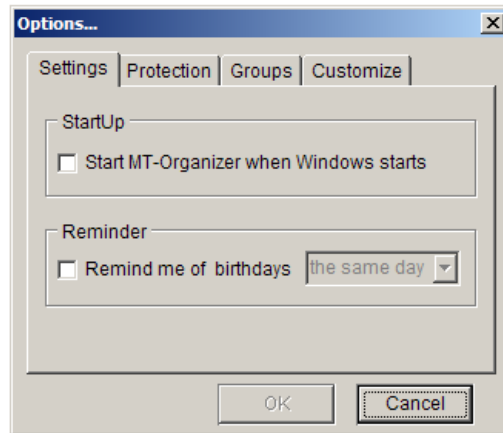 Options...
Settings Protection Groups Customize
StartUp
Start MT-Organizer when Windows starts
Reminder
Remind me of birthdays the same day
OK Cancel